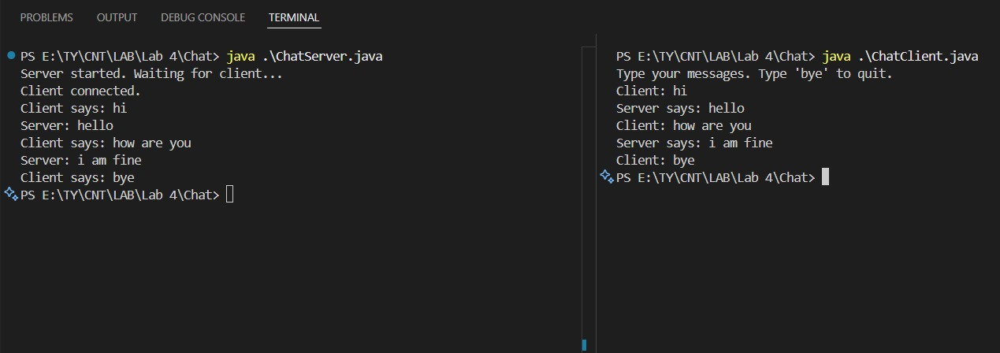 PROBLEMS OUTPUT DEBUG CONSOLE TERMINAL
PS E:\TY\CNT\LAB\Lab 4\Chat> java .\ChatServer.java
Server started. Waiting for client...
Client connected.
Client says: hi
Server: hello
Client says: how are you
Server: i am fine
Client says: bye
PS E:\TY\CNT\LAB\Lab 4\Chat>
PS E:\TY\CNT\LAB\Lab 4\Chat> java .\ChatClient.java
Type your messages. Type 'bye' to quit.
Client: hi
Server says: hello
Client: how are you
Server says: i am fine
Client: bye
PS E:\TY\CNT\LAB\Lab 4\Chat>